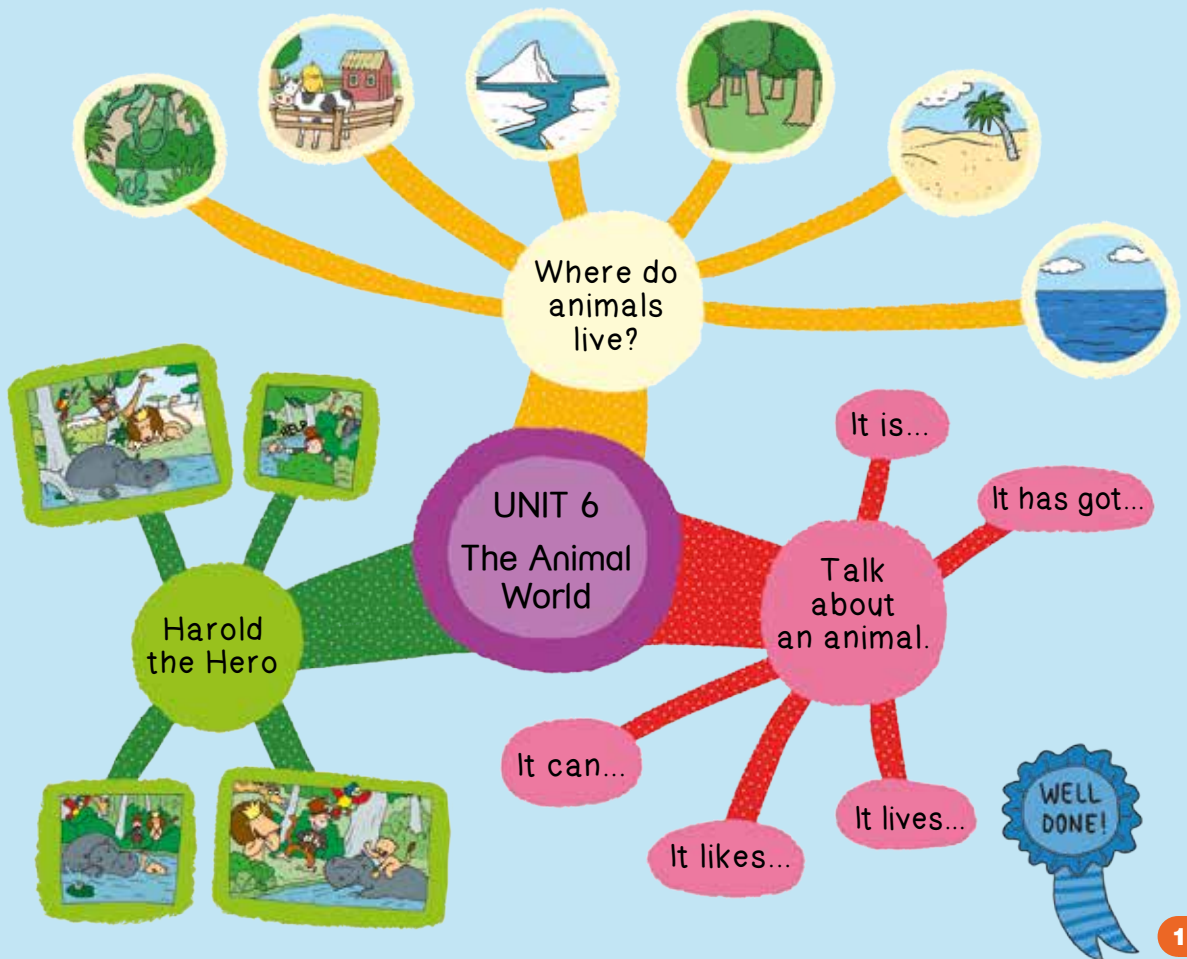 Where do
animals
live?
It is...
HELP
It has got...
UNIT 6
The Animal
World
Talk
about
an animal.
Harold
the Hero
It can...
It likes...
It lives...
WELL
DONE!
1